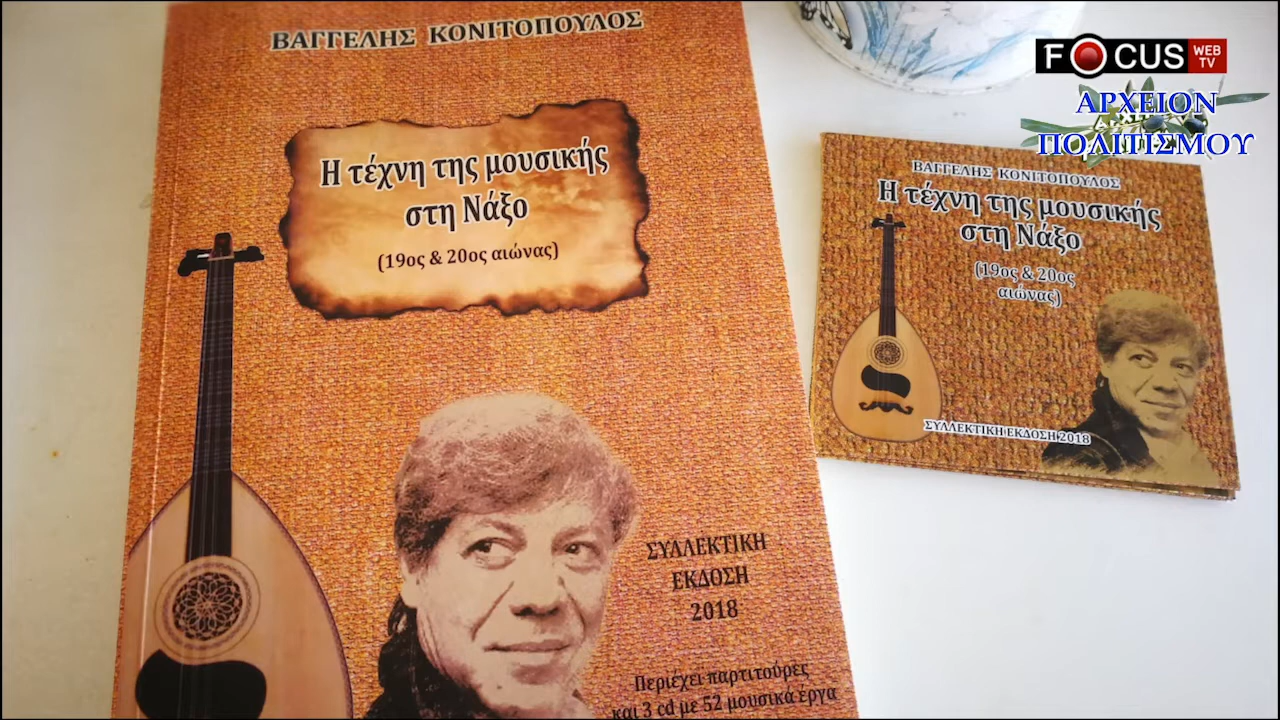 ΒΑΓΓΕΛΗΣ ΚΟΝΙΤΟΠΟΥΛΟΣ
Η τέχνη της μουσικής
στη Νάξο
(19ος & 20ος αιώνας)
ΣΥΛΛΕΚΤΙΚΗ
ΕΚΔΟΣΗ
2018
Περιέχει παρτιτούρες
και 3 cd με 52 μουσικά έργα
FOCUS WEB TV
ΑΡΧΕΙΟΝ
ΠΟΛΙΤΙΣΜΟΥ
ΒΑΓΓΕΛΗΣ ΚΟΝΙΤΟΠΟΥΛΟΣ
Η τέχνη της μουσικής
στη Νάξο
(19ος & 20ος
αιώνας)
ΣΥΛΛΕΚΤΙΚΗ ΕΚΔΟΣΗ 2018